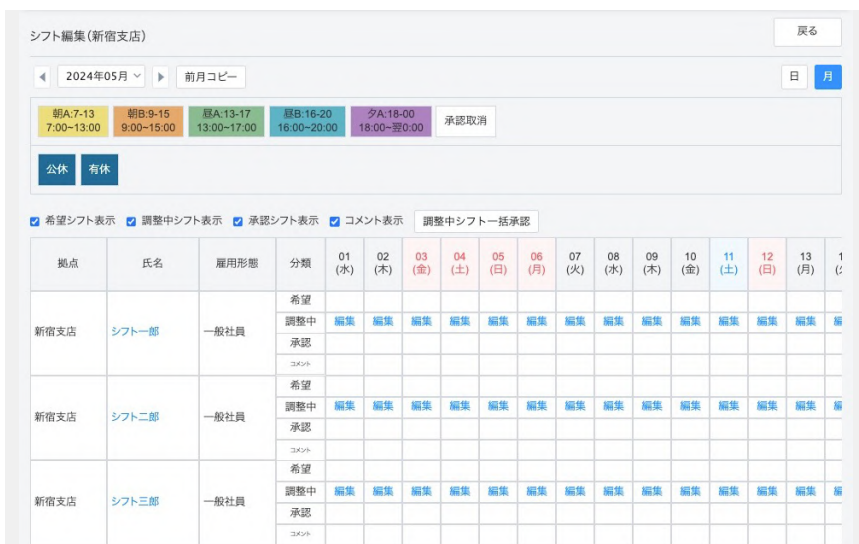 シフト編集(新宿支店)
戻る
2024年05月 前月コピー 日 月
朝A:7-13 朝B:9-15 昼A:13-17 昼B:16-20 夕A:18-00
7:00~13:00 9:00~15:00 13:00~17:00 16:00~20:00 18:00~翌0:00 承認取消
公休 有休
希望シフト表示 調整中シフト表示 承認シフト表示 コメント表示 調整中シフト一括承認
拠点 氏名 雇用形態 分類 01 02 03 04 05 06 07 08 09 10 11 12 13
(水) (木) (金) (土) (日) (月) (火) (水) (木) (金) (土) (日) (月)
希望
新宿支店 シフト一郎 一般社員 調整中 編集 編集 編集 編集 編集 編集 編集 編集 編集 編集 編集 編集 編集
承認
コメント
希望
新宿支店 シフト二郎 一般社員 調整中 編集 編集 編集 編集 編集 編集 編集 編集 編集 編集 編集 編集 編集
承認
コメント
希望
新宿支店 シフト三郎 一般社員 調整中 編集 編集 編集 編集 編集 編集 編集 編集 編集 編集 編集 編集 編集
承認
コメント